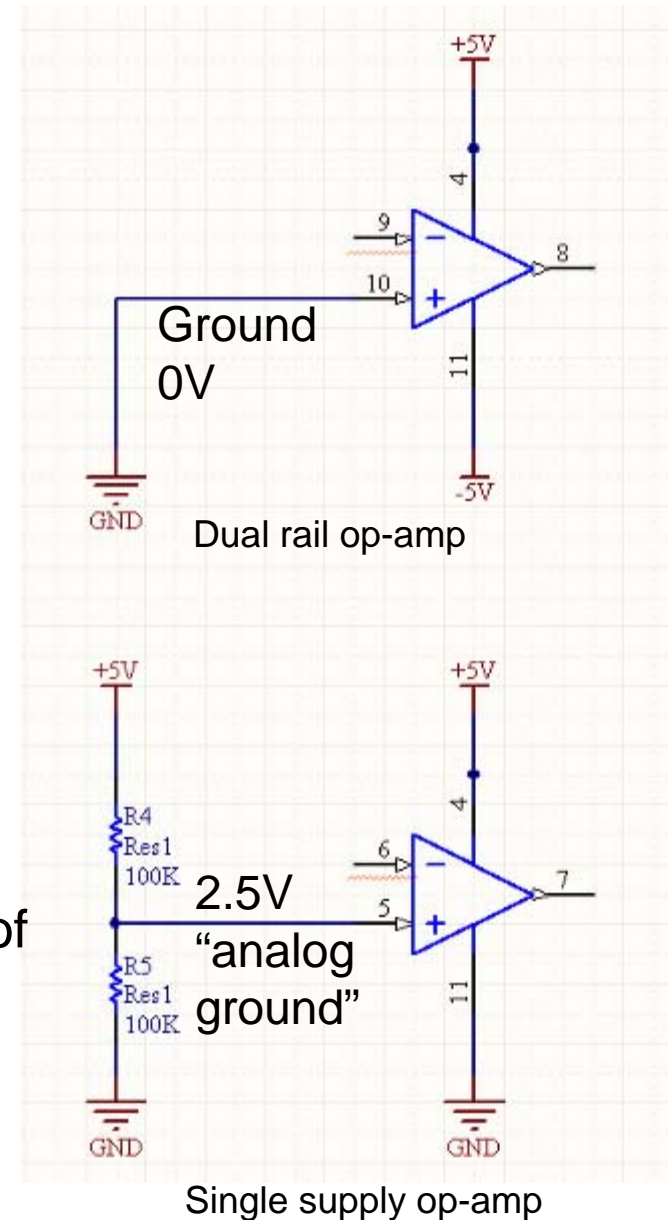 +5V
4
9
−
8
10
+
Ground
0V
11
GND
-5V
Dual rail op-amp
+5V
+5V
4
R4
Res1
100K
6
−
7
2.5V
5
+
of
“analog
R5
Res1
ground”
11
100K
GND
GND
Single supply op-amp